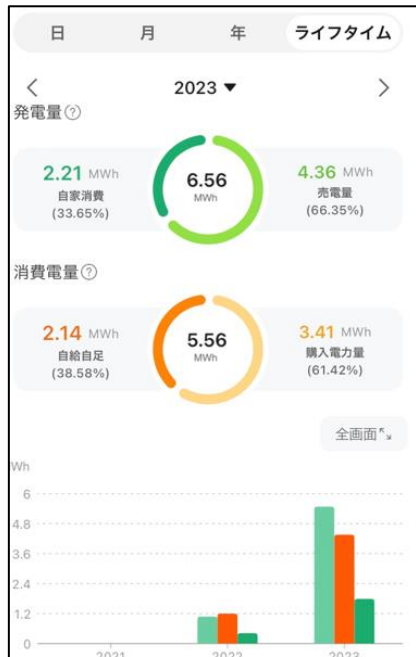 日 月 年 ライフタイム
< 2023 ▼ >
発電量?
2.21 MWh
自家消費
(33.65%)
6.56
MWh
4.36 MWh
売電量
(66.35%)
消費電量?
2.14 MWh
自給自足
(38.58%)
5.56
MWh
3.41 MWh
購入電力量
(61.42%)
全画面
Wh
6
4.8
3.6
2.4
1.2
0
2021 2022 2023